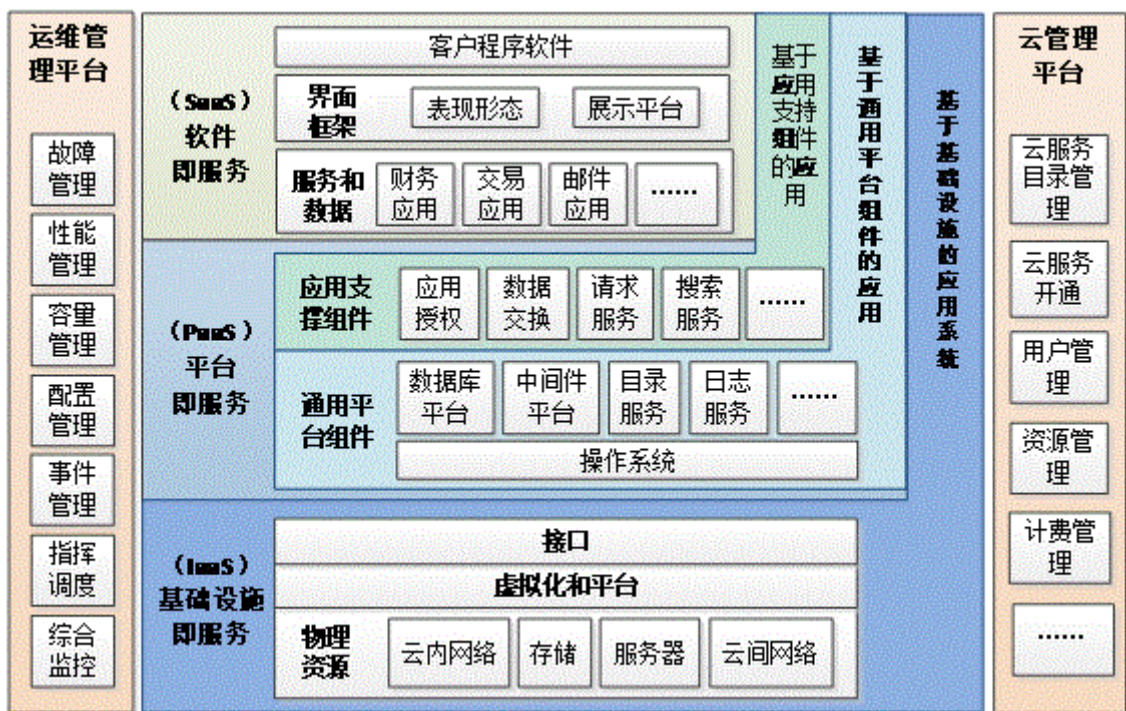 运维管
理平台
故障
管理
性能
管理
容量
管理
配置
管理
事件
管理
指挥
调度
综合
监控
（SaaS）
软件
即服务
客户程序软件
界面
框架
表现形态
展示平台
服务和
数据
财务
应用
交易
应用
邮件
应用
……
（PaaS）
平台
即服务
应用支
撑组件
应用
授权
数据
交换
请求
服务
搜索
服务
……
通用平
台组件
数据库
平台
中间件
平台
目录
服务
日志
服务
……
操作系统
（IaaS）
基础设施
即服务
接口
虚拟化和平台
物理
资源
云内网络
存储
服务器
云间网络
基于
应用
支持
组件
的应
用
基于通用平台组件的应用
基于基础设施的应用系统
云管理
平台
云服务
目录管
理
云服务
开通
用户管
理
资源管
理
计费管
理
……